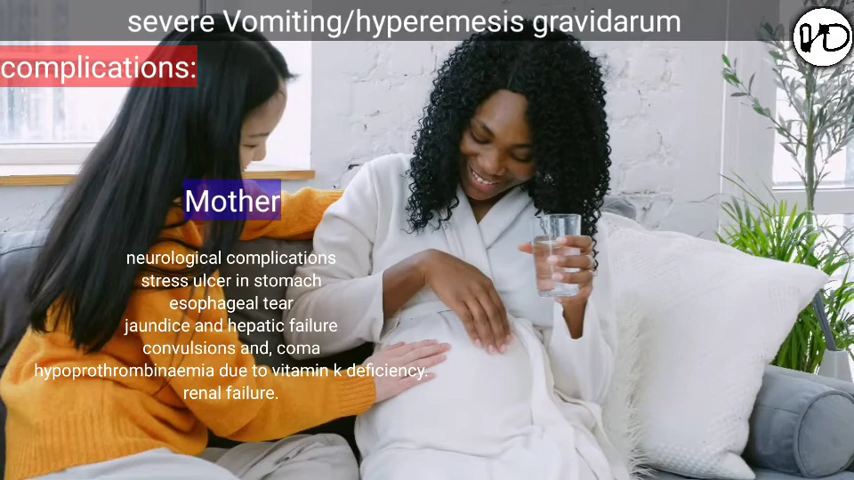 severe Vomiting/hyperemesis gravidarum
complications:
Mother
neurological complications
stress ulcer in stomach
esophageal tear
jaundice and hepatic failure
convulsions and, coma
hypoprothrombinaemia due to vitamin k deficiency.
renal failure.